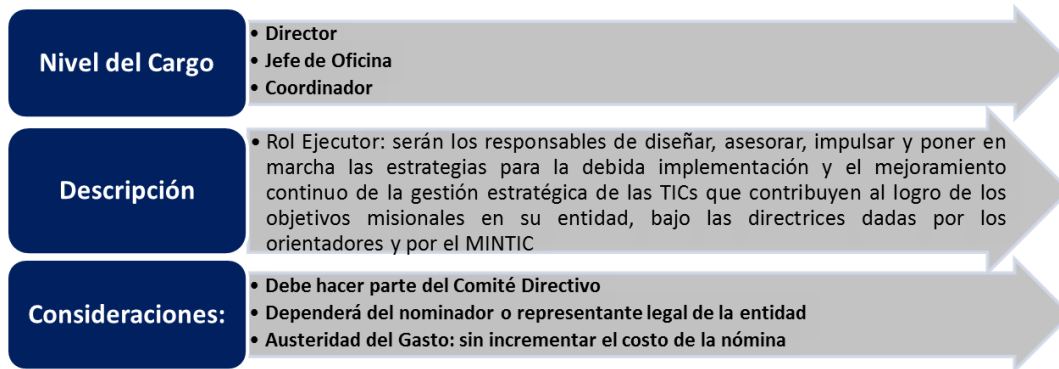 Nivel del Cargo
• Director
• Jefe de Oficina
• Coordinador
Descripción
• Rol Ejecutor: serán los responsables de diseñar, asesorar, impulsar y poner en
marcha las estrategias para la debida implementación y el mejoramiento
continuo de la gestión estratégica de las TICs que contribuyen al logro de los
objetivos misionales en su entidad, bajo las directrices dadas por los
orientadores y por el MINTIC
Consideraciones:
• Debe hacer parte del Comité Directivo
• Dependerá del nominador o representante legal de la entidad
• Austeridad del Gasto: sin incrementar el costo de la nómina